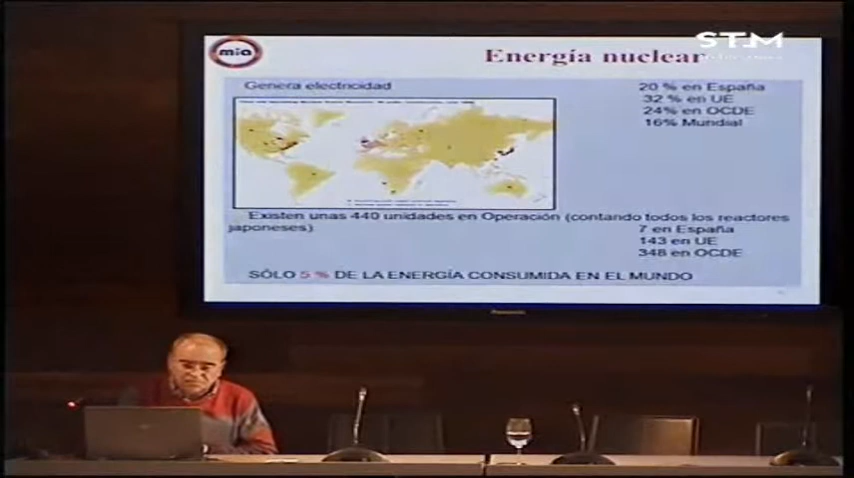 mia
STM
Energía nuclear
Genera electricidad
20 % en España
32 % en UE
24% en OCDE
16% Mundial
Existen unas 440 unidades en Operación (contando todos los reactores
japoneses)
7 en España
143 en UE
348 en OCDE
SÓLO 5 % DE LA ENERGÍA CONSUMIDA EN EL MUNDO
Panasonic